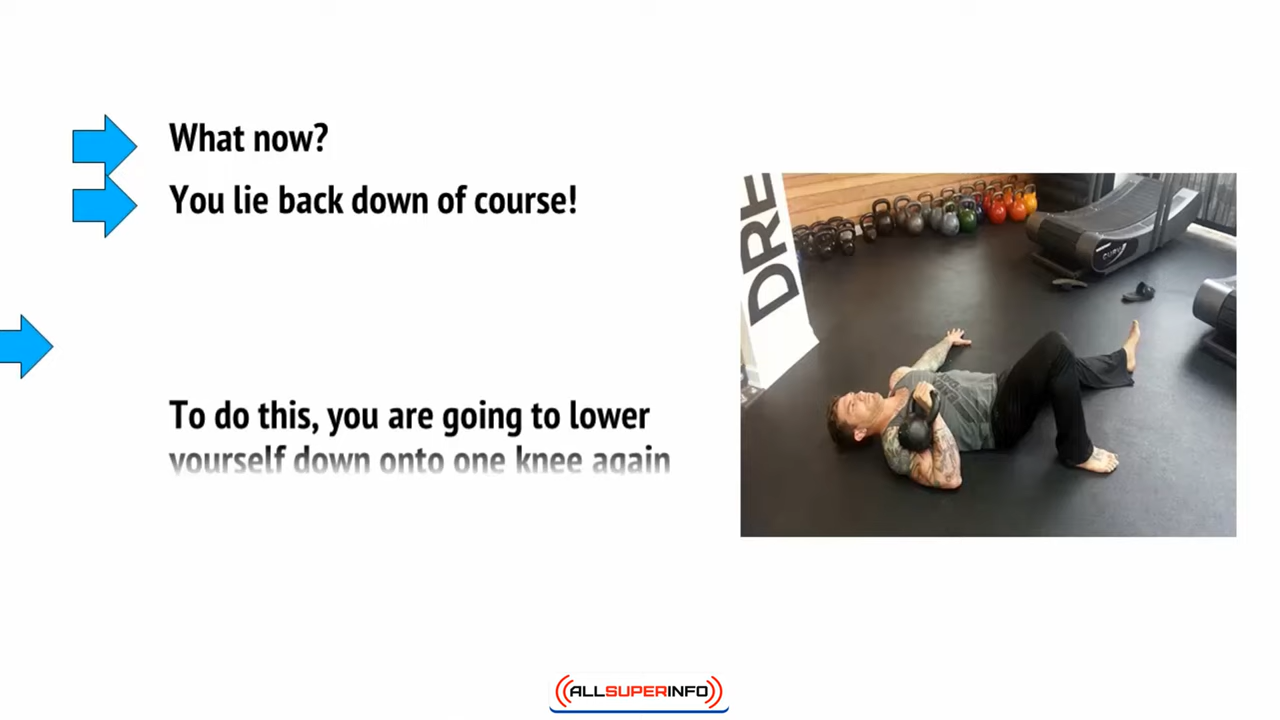 What now?
You lie back down of course!
To do this, you are going to lower
yourself down onto one knee again
DRE
ALLSUPERINFO